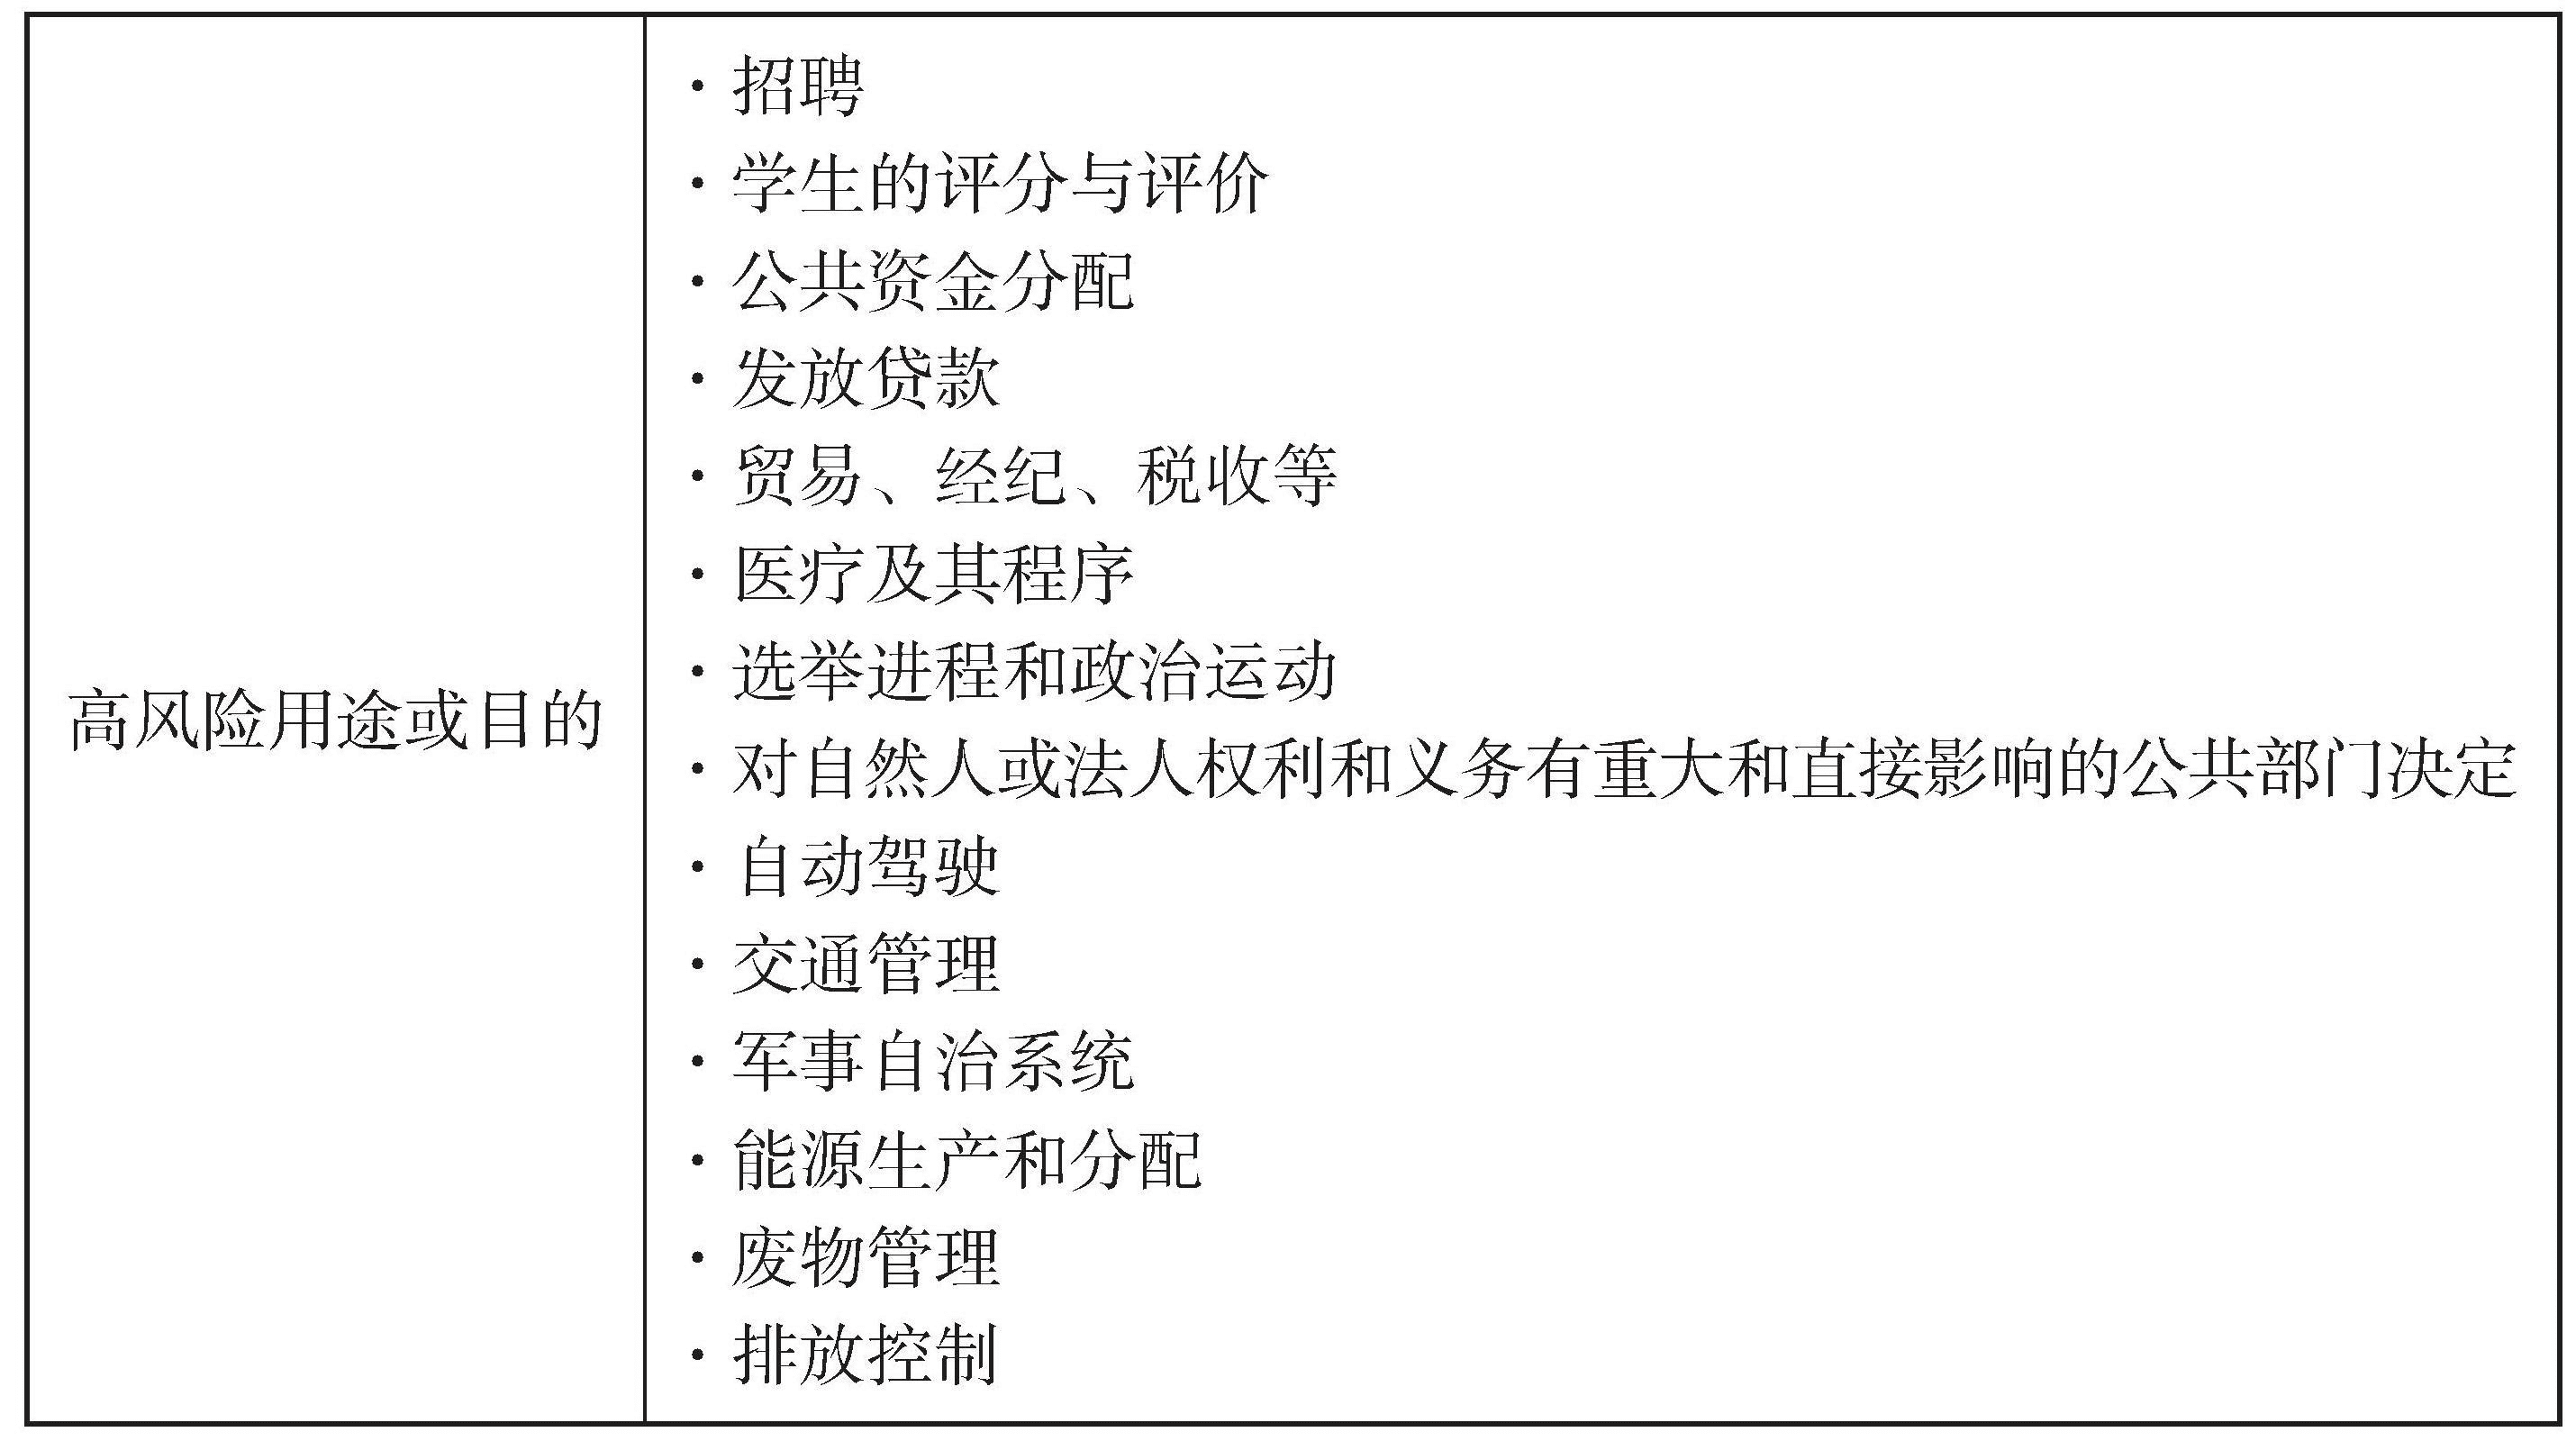 高风险用途或目的
·招聘
·学生的评分与评价
·公共资金分配
·发放贷款
·贸易、经纪、税收等
·医疗及其程序
·选举进程和政治运动
·对自然人或法人权利和义务有重大和直接影响的公共部门决定
·自动驾驶
·交通管理
·军事自治系统
·能源生产和分配
·废物管理
·排放控制